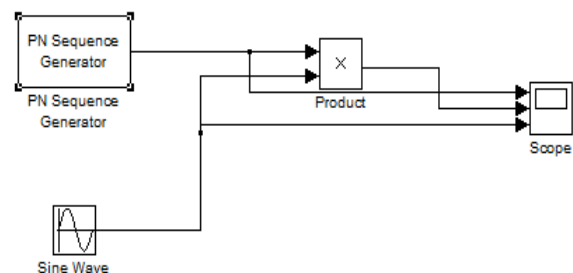 PN Sequence
Generator
PN Sequence
Generator
X
Product
Scope
Sine Wave